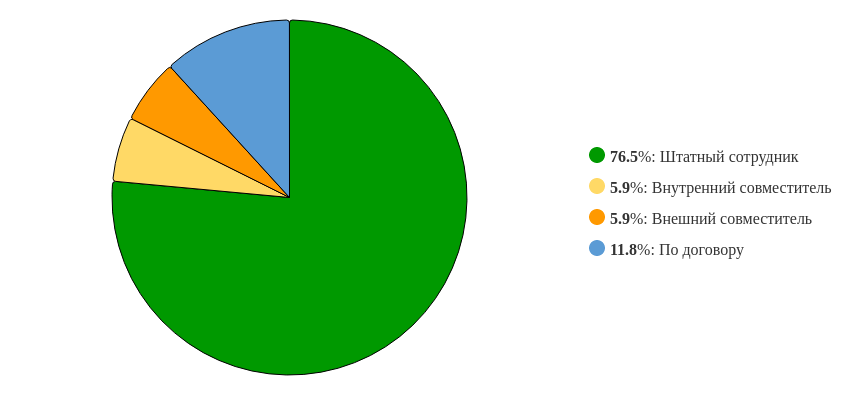 76.5%: Штатный сотрудник
5.9%: Внутренний совместитель
5.9%: Внешний совместитель
11.8%: По договору